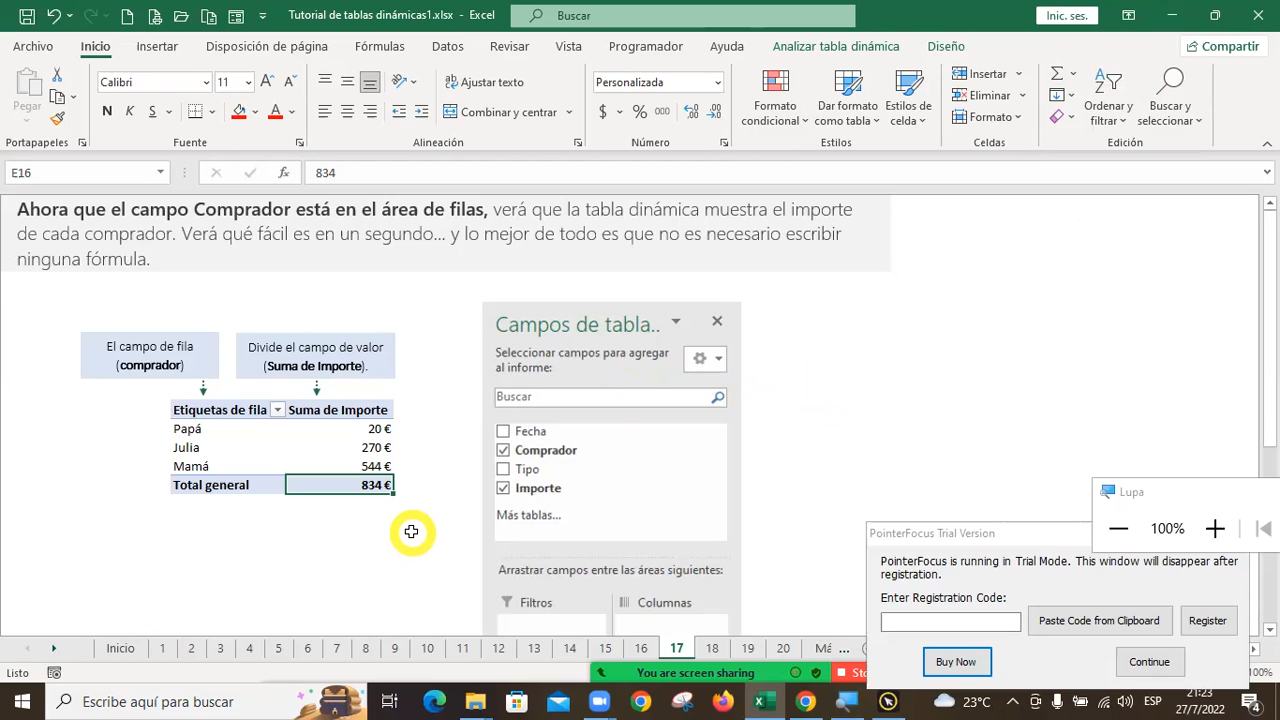 Tutorial de tablas dinámicas1.xlsx - Excel
Buscar
Inic. ses.
Archivo Inicio Insertar Disposición de página Fórmulas Datos Revisar Vista Programador Ayuda Analizar tabla dinámica Diseño Compartir
Calibri 11 Ajustar texto Personalizada Insertar
Pegar N K S A Combinar y centrar $ % 000 Formato condicional Dar formato como tabla Estilos de celda Eliminar Formato Ordenar y filtrar Buscar y seleccionar
Portapapeles Fuente Alineación Número Estilos Celdas Edición
E16 fx 834
Ahora que el campo Comprador está en el área de filas, verá que la tabla dinámica muestra el importe
de cada comprador. Verá qué fácil es en un segundo... y lo mejor de todo es que no es necesario escribir
ninguna fórmula.
El campo de fila
(comprador)
Divide el campo de valor
(Suma de Importe).
Etiquetas de fila Suma de Importe
Papá 20 €
Julia 270 €
Mamá 544 €
Total general 834 €
Campos de tabla..
Seleccionar campos para agregar
al informe:
Buscar
Fecha
Comprador
Tipo
Importe
Más tablas...
Arrastrar campos entre las áreas siguientes:
Filtros Columnas
Lupa
100%
PointerFocus Trial Version
PointerFocus is running in Trial Mode. This window will disappear after
registration.
Enter Registration Code:
Paste Code from Clipboard Register
Buy Now Continue
Inicio 1 2 3 4 5 6 7 8 9 10 11 12 13 14 15 16 17 18 19 20 Má ...
Listo You are screen sharing 100%
Escribe aquí para buscar 23°C ESP 21:23
27/7/2022 4